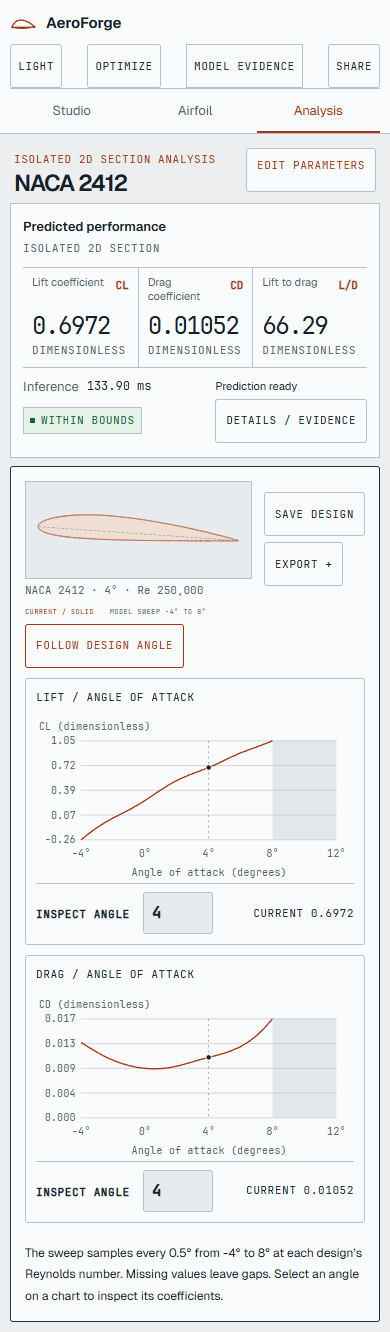 AeroForge
LIGHT
OPTIMIZE
MODEL EVIDENCE
SHARE
Studio
Airfoil
Analysis
ISOLATED 2D SECTION ANALYSIS
NACA 2412
EDIT PARAMETERS
Predicted performance
ISOLATED 2D SECTION
Lift coefficient CL
0.6972
DIMENSIONLESS
Drag coefficient CD
0.01052
DIMENSIONLESS
Lift to drag L/D
66.29
DIMENSIONLESS
Inference 133.90 ms
WITHIN BOUNDS
Prediction ready
DETAILS / EVIDENCE
NACA 2412 · 4° · Re 250,000
CURRENT / SOLID MODEL SWEEP -4° TO 8°
SAVE DESIGN
EXPORT +
FOLLOW DESIGN ANGLE
LIFT / ANGLE OF ATTACK
CL (dimensionless)
1.05
0.72
0.39
0.07
-0.26
-4° 0° 4° 8° 12°
Angle of attack (degrees)
INSPECT ANGLE 4 CURRENT 0.6972
DRAG / ANGLE OF ATTACK
CD (dimensionless)
0.017
0.013
0.009
0.004
0.000
-4° 0° 4° 8° 12°
Angle of attack (degrees)
INSPECT ANGLE 4 CURRENT 0.01052
The sweep samples every 0.5° from -4° to 8° at each design's
Reynolds number. Missing values leave gaps. Select an angle
on a chart to inspect its coefficients.